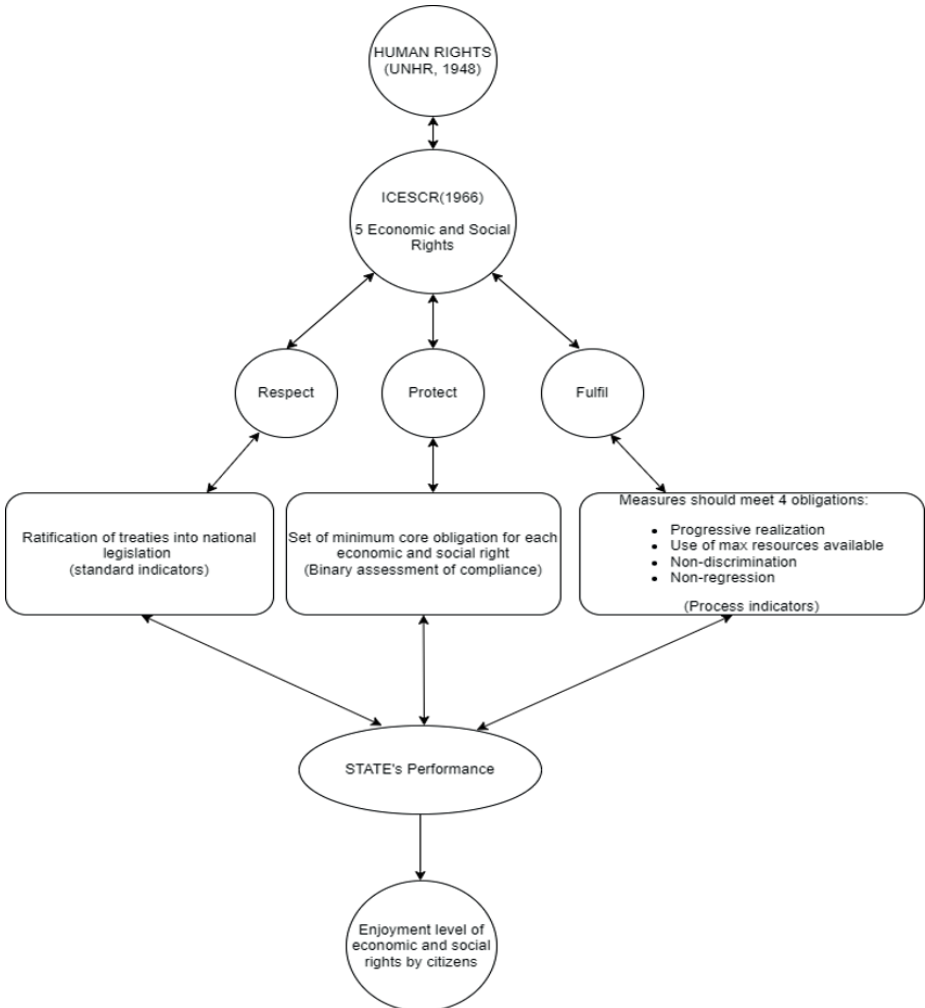 HUMAN RIGHTS
(UNHR, 1948)
ICESCR(1966)
5 Economic and Social
Rights
Respect
Protect
Fulfil
Ratification of treaties into national
legislation
(standard indicators)
Set of minimum core obligation for each
economic and social right
(Binary assessment of compliance)
Measures should meet 4 obligations:
• Progressive realization
• Use of max resources available
• Non-discrimination
• Non-regression
(Process indicators)
STATE's Performance
Enjoyment level of
economic and social
rights by citizens